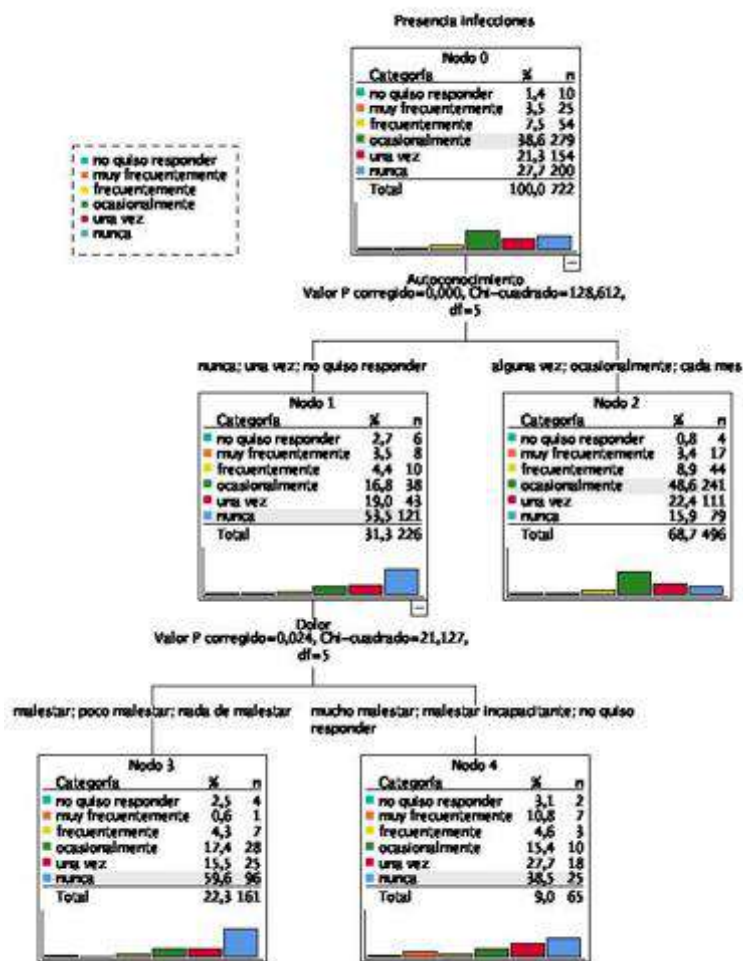 Presencia infecciones
Nodo 0
Categoría % n
no quiso responder 1,4 10
muy frecuentemente 3,5 25
frecuentemente 7,5 54
ocasionalmente 38,6 279
una vez 21,3 154
nunca 27,7 200
Total 100,0 722
no quiso responder
muy frecuentemente
frecuentemente
ocasionalmente
una vez
nunca
Autoconocimiento
Valor P corregido=0,000, Chi-cuadrado=128,612,
df=5
nunca; una vez; no quiso responder
alguna vez; ocasionalmente; cada mes
Nodo 1
Categoría % n
no quiso responder 2,7 6
muy frecuentemente 3,5 8
frecuentemente 4,4 10
ocasionalmente 16,8 38
una vez 19,0 43
nunca 53,5 121
Total 31,3 226
Nodo 2
Categoría % n
no quiso responder 0,8 4
muy frecuentemente 3,4 17
frecuentemente 8,9 44
ocasionalmente 48,6 241
una vez 22,4 111
nunca 15,9 79
Total 68,7 496
Dolor
Valor P corregido=0,024, Chi-cuadrado=21,127,
df=5
malestar; poco malestar; nada de malestar
mucho malestar; malestar incapacitante; no quiso
responder
Nodo 3
Categoría % n
no quiso responder 2,5 4
muy frecuentemente 0,6 1
frecuentemente 4,3 7
ocasionalmente 17,4 28
una vez 15,5 25
nunca 59,6 96
Total 22,3 161
Nodo 4
Categoría % n
no quiso responder 3,1 2
muy frecuentemente 10,8 7
frecuentemente 4,6 3
ocasionalmente 15,4 10
una vez 27,7 18
nunca 38,5 25
Total 9,0 65